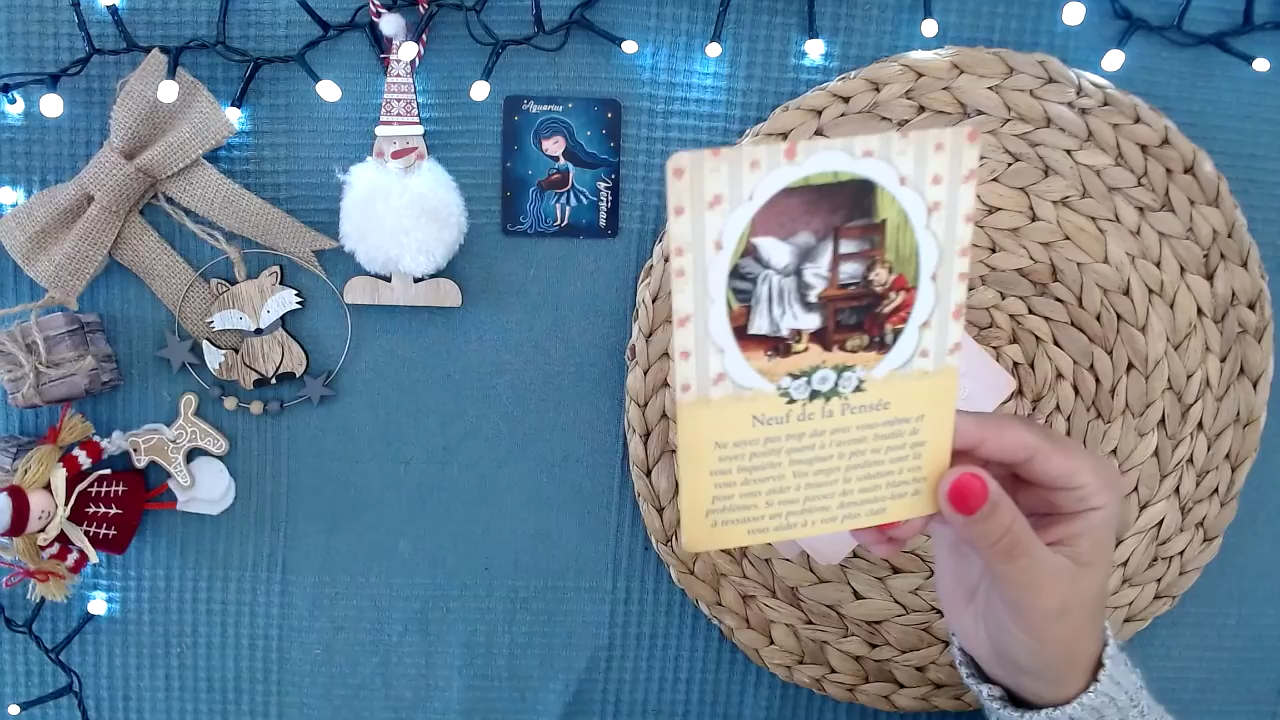 Aquarius
Verseau
Neuf de la Pensée
Ne soyez pas trop dur avec vous-même et
soyez positif quant à l'avenir. Inutile de
vous inquiéter. Imaginer le pire ne peut que
vous desservir. Vos anges gardiens sont là
pour vous aider à trouver la solution à vos
problèmes. Si vous passez des nuits blanches
à ressasser un problème, demandez-leur de
vous aider à y voir plus clair.